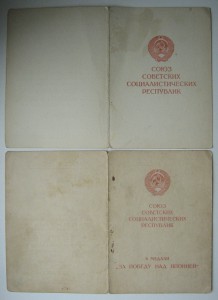 СОЮЗ
СОВЕТСКИХ
СОЦИАЛИСТИЧЕСКИХ
РЕСПУБЛИК
СОЮЗ
СОВЕТСКИХ
СОЦИАЛИСТИЧЕСКИХ
РЕСПУБЛИК
К МЕДАЛИ
„ЗА ПОБЕДУ НАД ЯПОНИЕЙ“